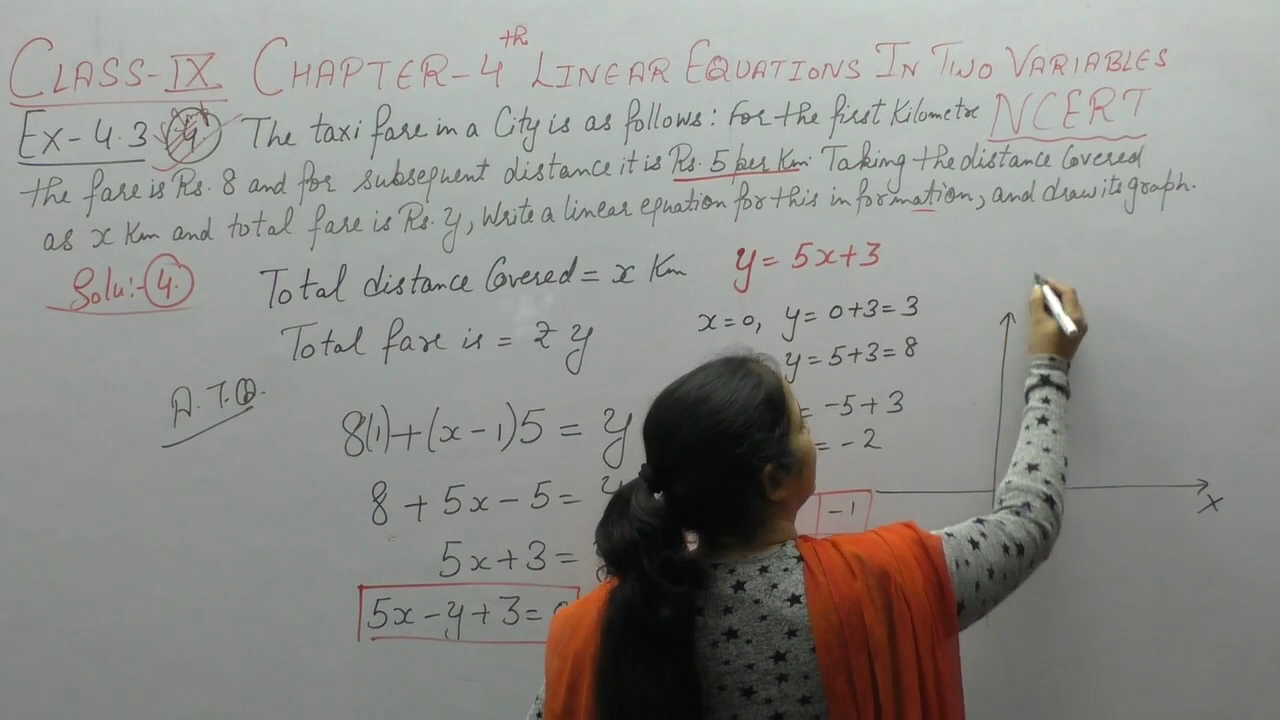 CLASS-IX CHAPTER-4th LINEAR EQUATIONS IN TWO VARIABLES
Ex-4.3 The taxi fare in a City is as follows: For the first Kilometre NCERT
the fare is Rs. 8 and for subsequent distance it is Rs. 5 per Km. Taking the distance Covered
as x Km and total fare is Rs. y, Write a linear equation for this information, and draw its graph.
Solu:- 4.
Total distance Covered = x Km
Total fare is = ₹ y
A.T.Q.
8(1)+(x-1)5 = y
8 + 5x - 5 =
5x+3 =
5x-y+3=
y = 5x+3
x=0, y= 0+3=3
y=5+3=8
= -5+3
= -2
-1
X